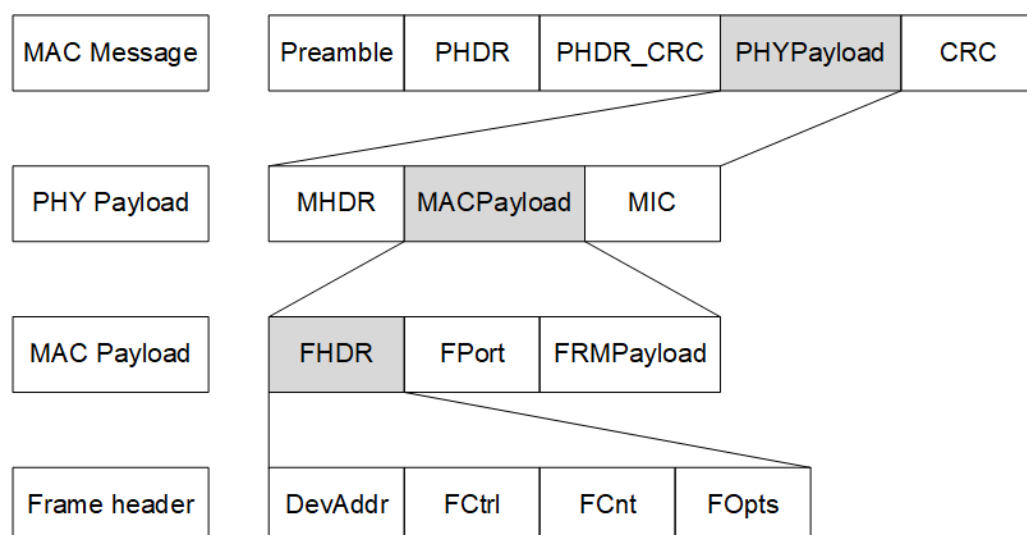 MAC Message Preamble PHDR PHDR_CRC PHYPayload CRC
PHY Payload MHDR MACPayload MIC
MAC Payload FHDR FPort FRMPayload
Frame header DevAddr FCtrl FCnt FOpts